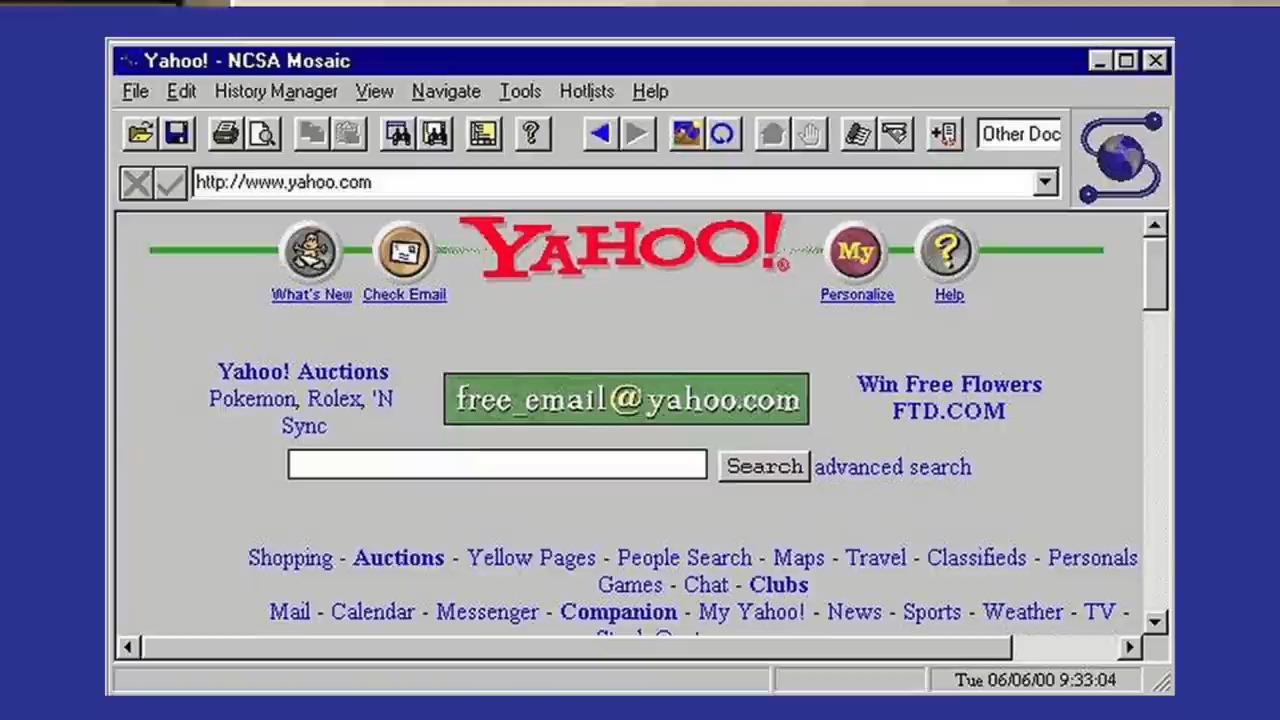 Yahoo! - NCSA Mosaic
File Edit History Manager View Navigate Tools Hotlists Help
Other Doc
http://www.yahoo.com
YAHOO!®
My
?
What's New Check Email Personalize Help
Yahoo! Auctions
Pokemon, Rolex, 'N
Sync
free_email@yahoo.com
Win Free Flowers
FTD.COM
Search advanced search
Shopping - Auctions - Yellow Pages - People Search - Maps - Travel - Classifieds - Personals
Games - Chat - Clubs
Mail - Calendar - Messenger - Companion - My Yahoo! - News - Sports - Weather - TV -
Tue 06/06/00 9:33:04